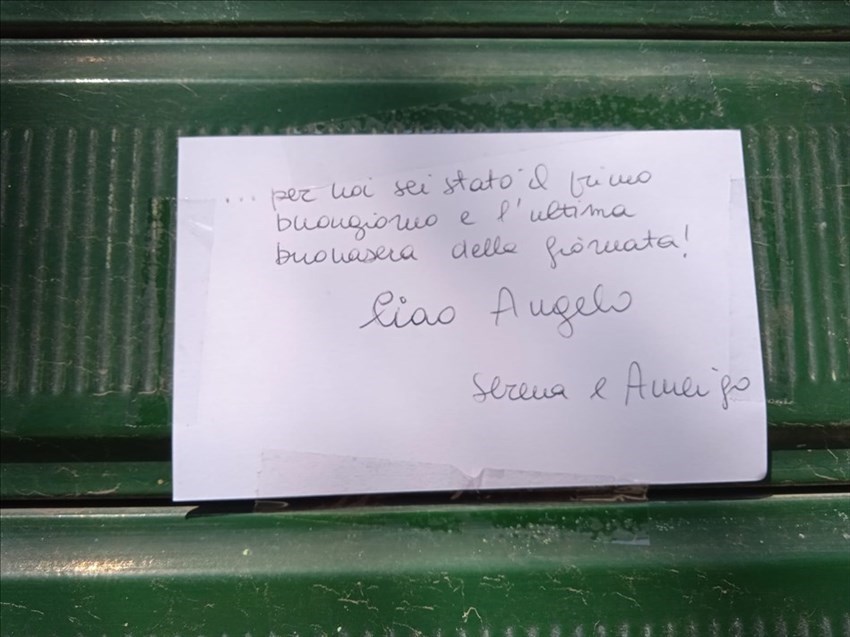 ... per noi sei stato il primo
buongiorno e l'ultima
buonasera della giornata!
Ciao Angelo
Serena e Amerigo